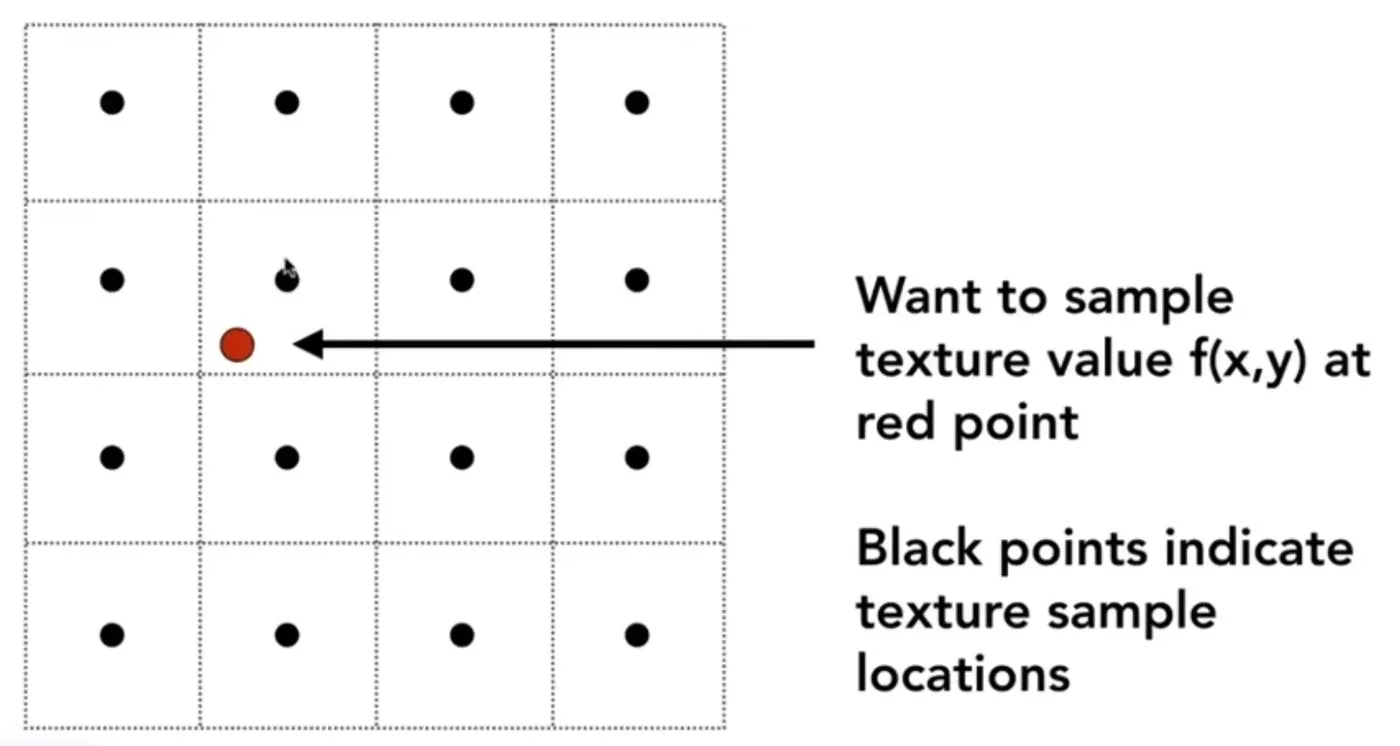 Want to sample
texture value f(x,y) at
red point
Black points indicate
texture sample
locations